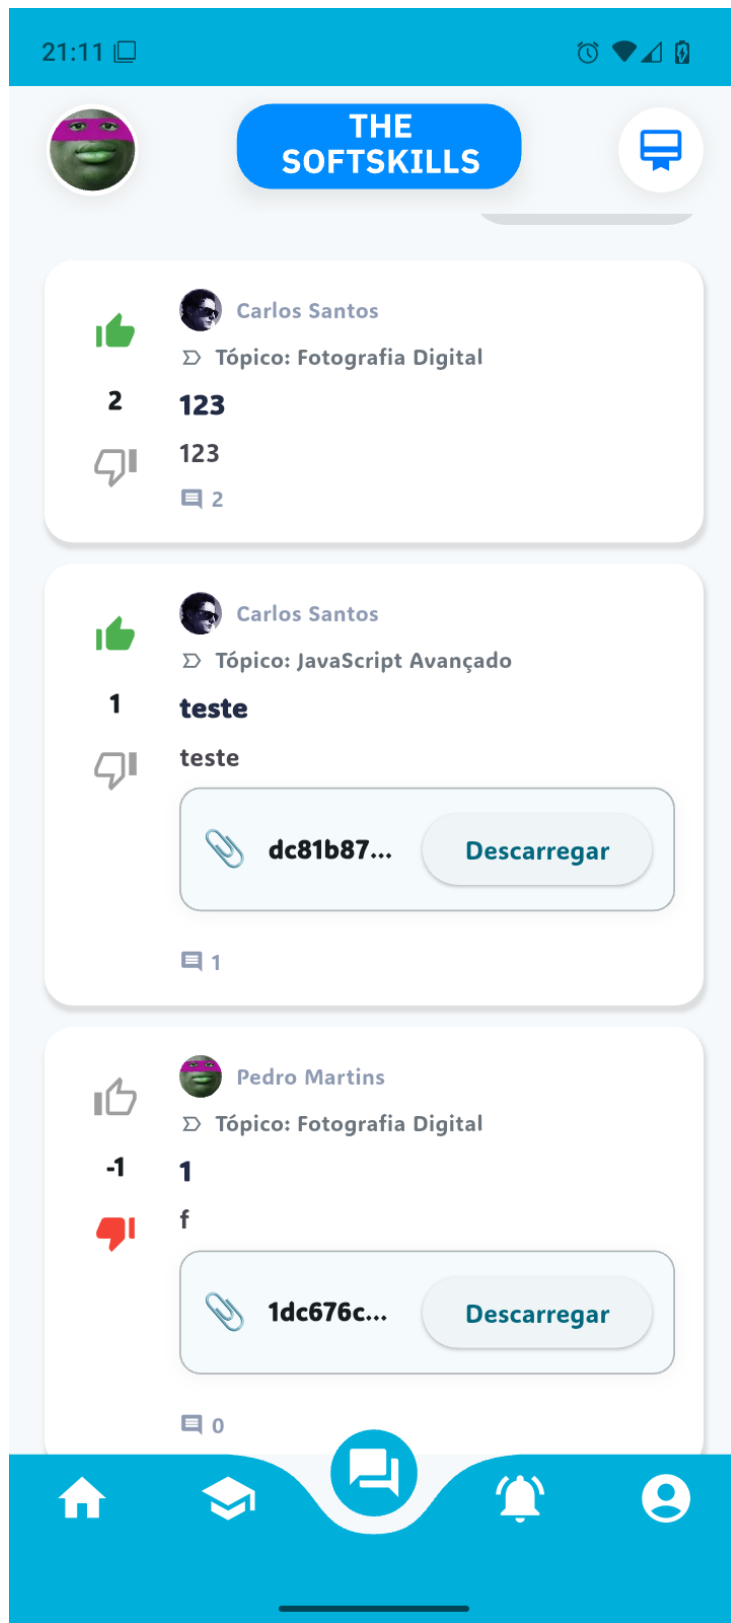 21:11
THE
SOFTSKILLS
Carlos Santos
Tópico: Fotografia Digital
2
123
123
2
Carlos Santos
Tópico: JavaScript Avançado
1
teste
teste
dc81b87... Descarregar
1
Pedro Martins
Tópico: Fotografia Digital
-1
1
f
1dc676c... Descarregar
0